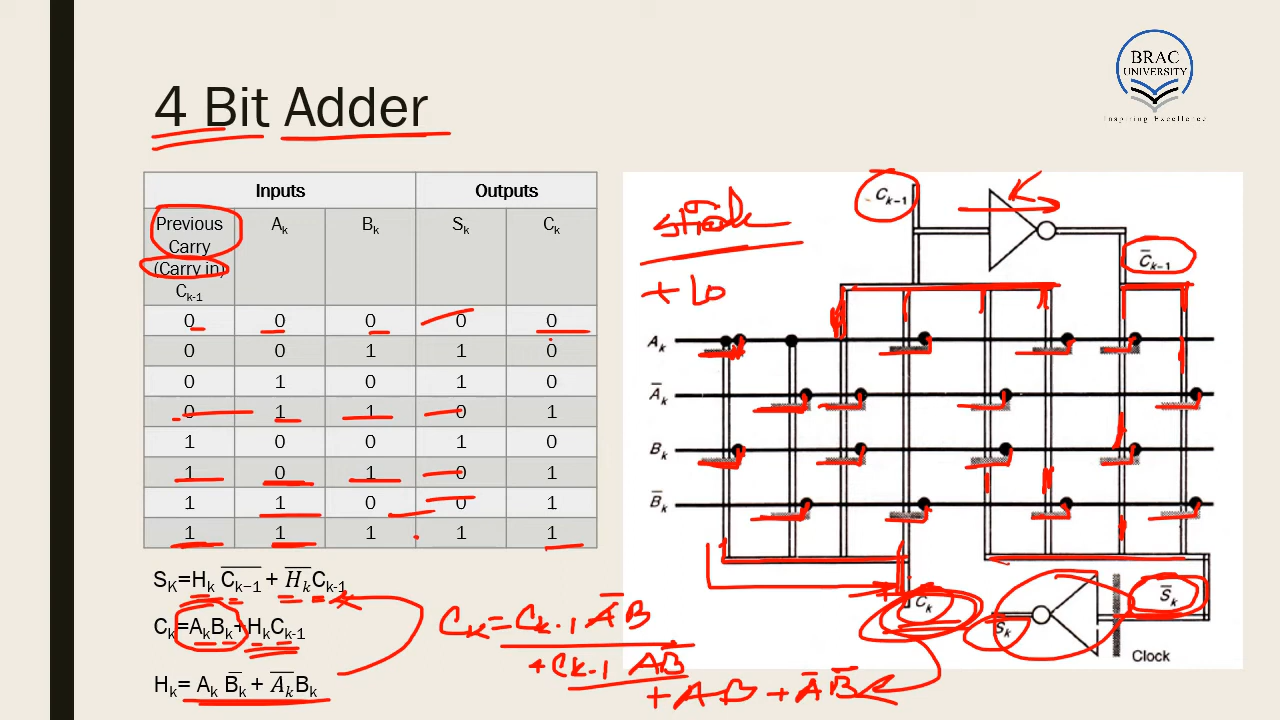 BRAC
UNIVERSITY
Inspiring Excellence
4 Bit Adder
Inputs Outputs
Previous Carry (Carry in) Cₖ₋₁ Aₖ Bₖ Sₖ Cₖ
0 0 0 0 0
0 0 1 1 0
0 1 0 1 0
0 1 1 0 1
1 0 0 1 0
1 0 1 0 1
1 1 0 0 1
1 1 1 1 1
S_K=Hₖ C̅ₖ₋₁ + H̅ₖCₖ₋₁
Cₖ=AₖBₖ+HₖCₖ₋₁
Hₖ= Aₖ B̅ₖ + A̅ₖBₖ
Cₖ₋₁
C̅ₖ₋₁
+ Lo
Aₖ
A̅ₖ
Bₖ
B̅ₖ
Cₖ
Sₖ
S̅ₖ
Clock
Cₖ = Cₖ₋₁ A̅ B
+ Cₖ₋₁ A B̅
+ A B + A̅ B̅